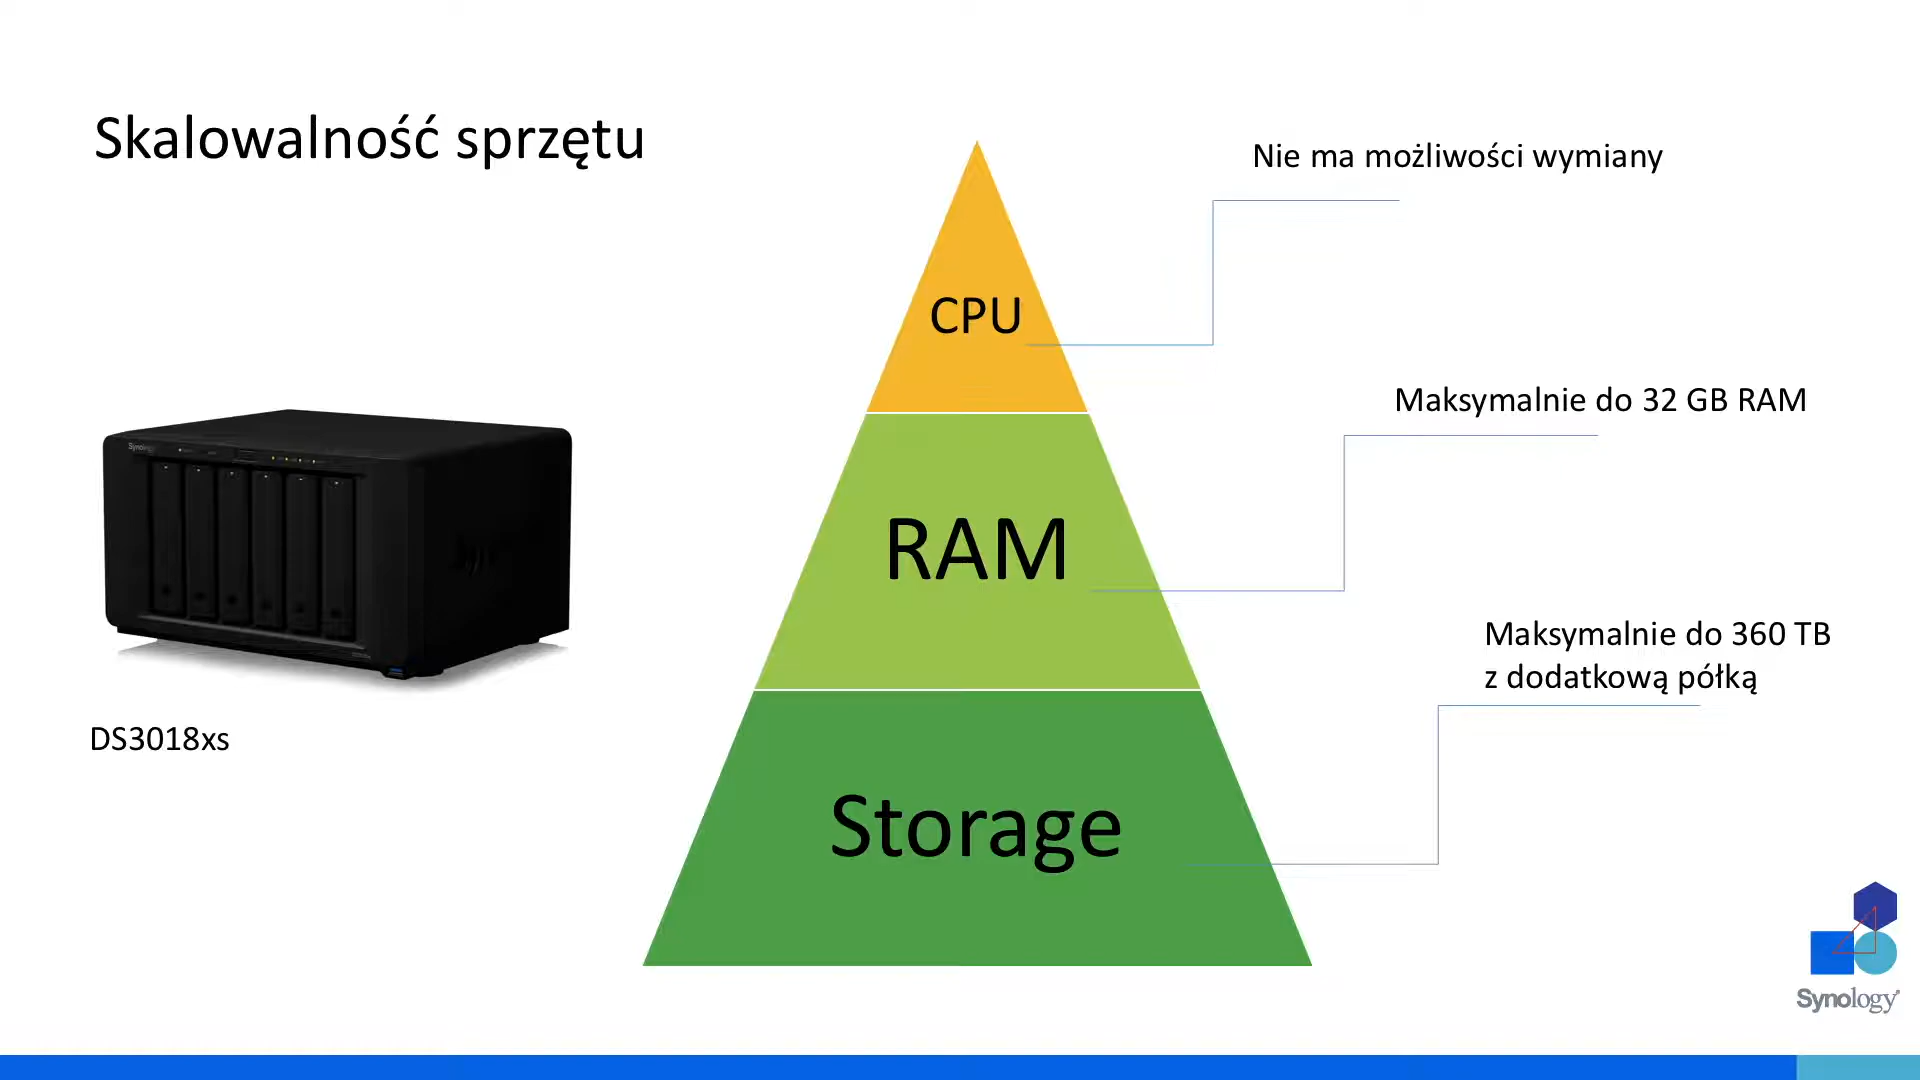 Skalowalność sprzętu
Nie ma możliwości wymiany
CPU
Maksymalnie do 32 GB RAM
RAM
Maksymalnie do 360 TB
z dodatkową półką
Storage
Synology
DS3018xs
Synology